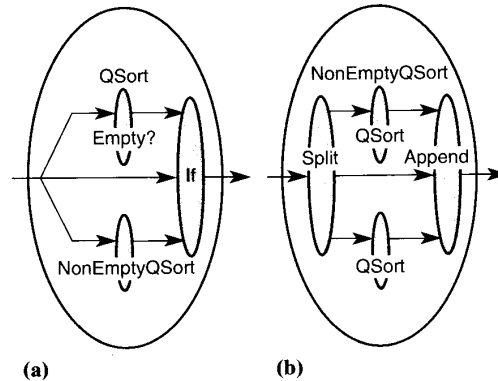 QSort
Empty?
If
NonEmptyQSort
(a)
NonEmptyQSort
QSort
Split
Append
QSort
(b)